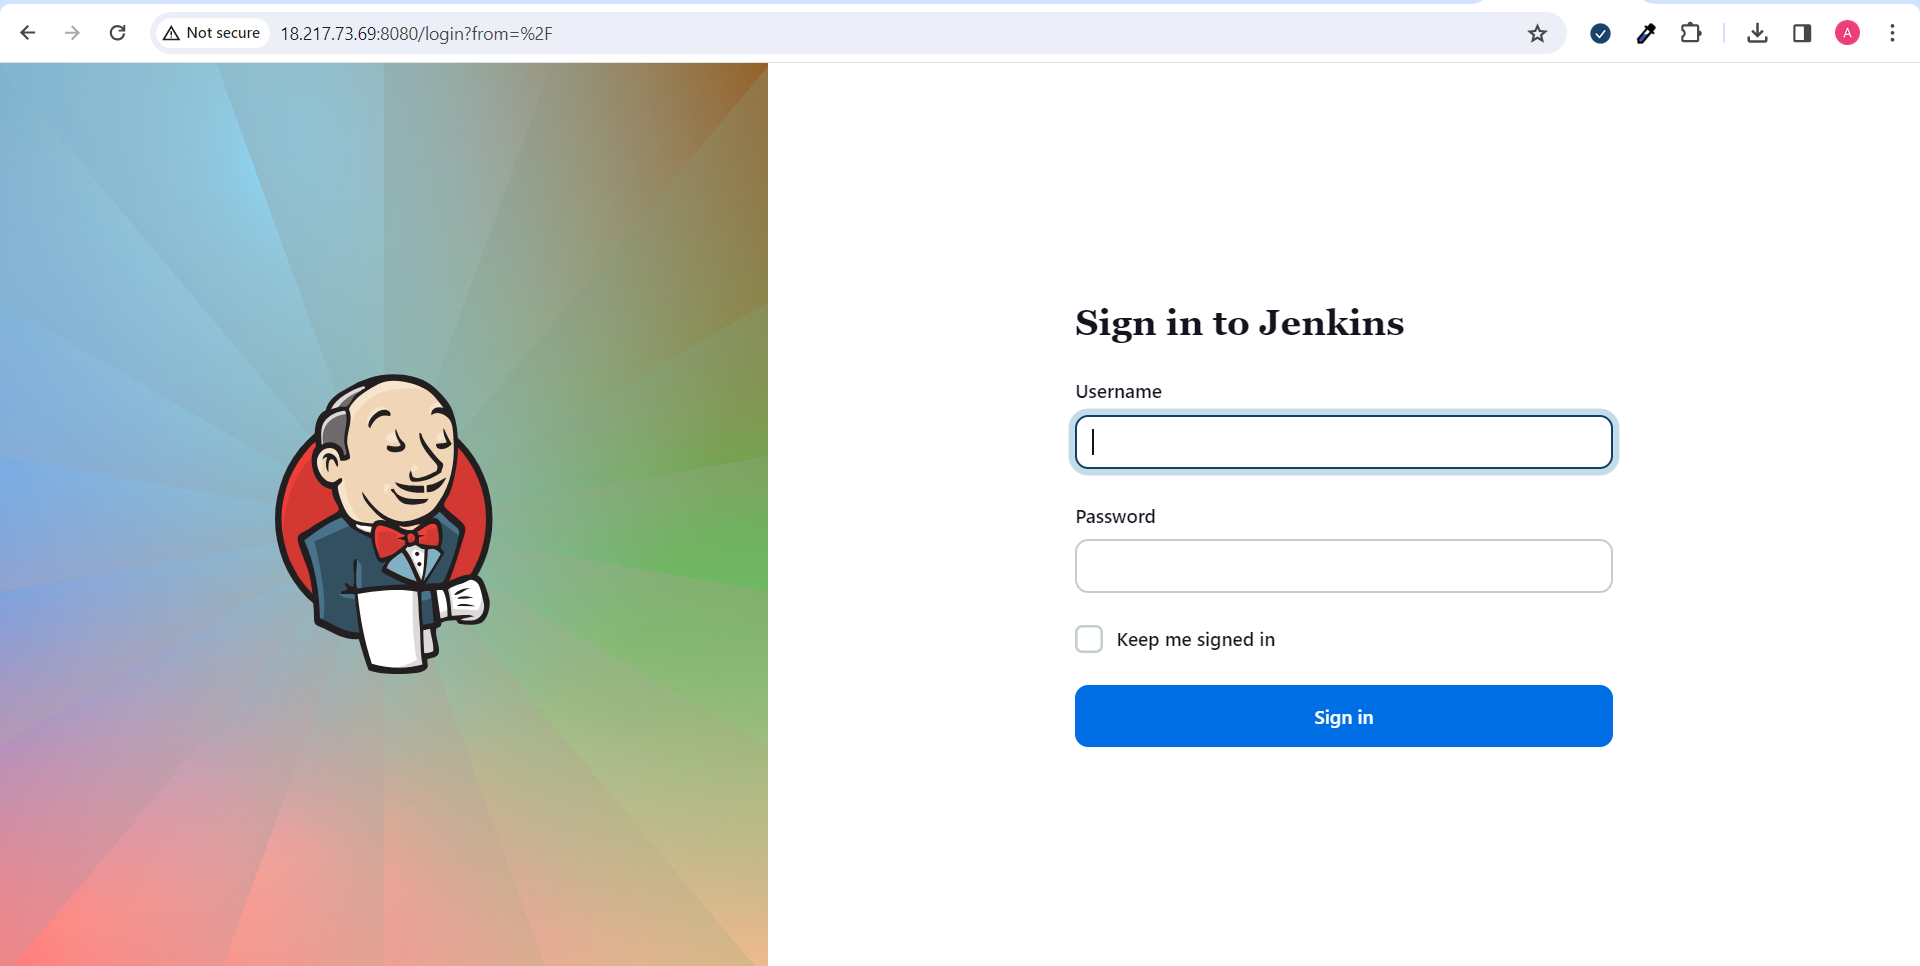 Not secure
18.217.73.69:8080/login?from=%2F
A
Sign in to Jenkins
Username
Password
Keep me signed in
Sign in